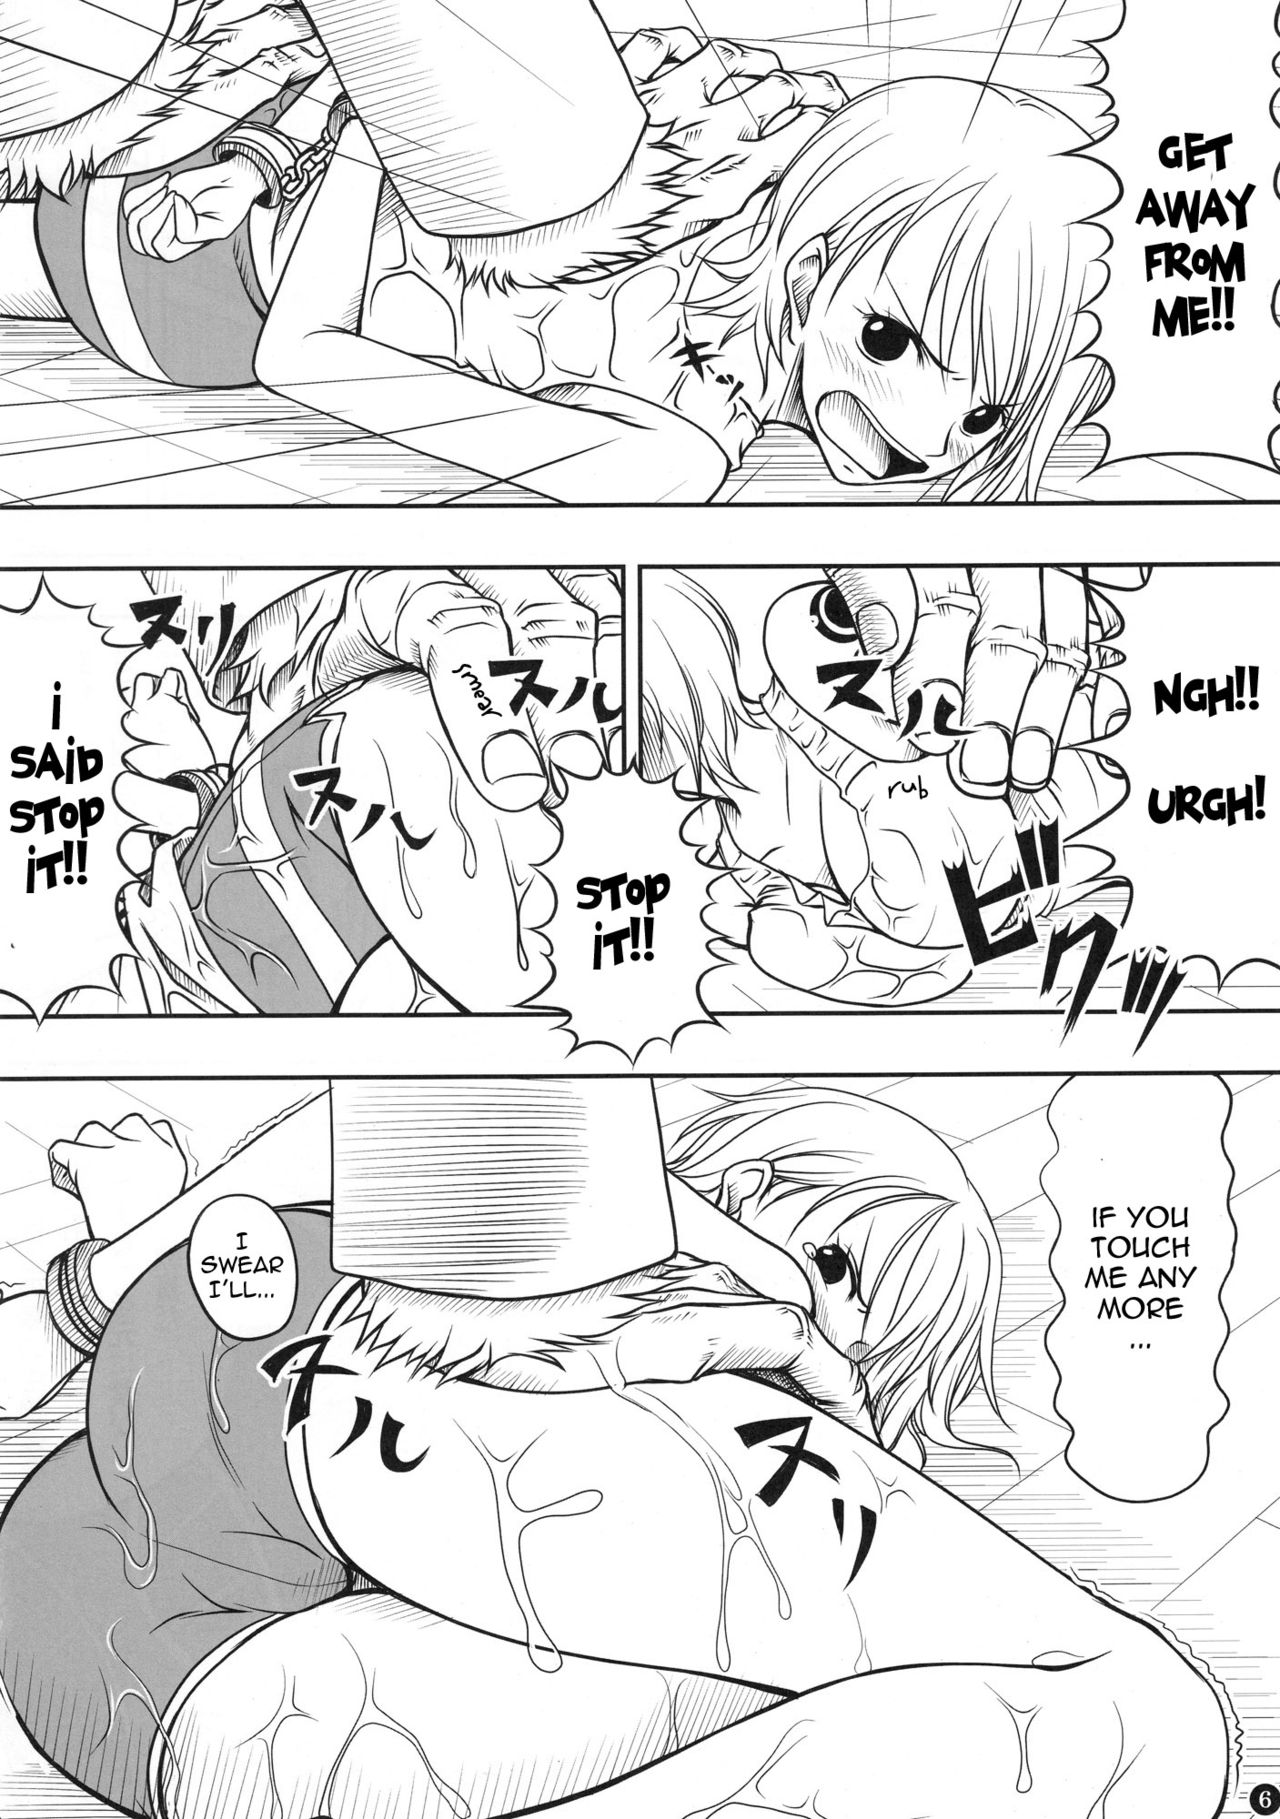 GET
AWAY
FROM
ME!!
NGH!!
URGH!
ヌル
rub
ビクッ
STOP
iT!!
ヌル
smear
ヌリ
ヌル
i
SAiD
STOP
iT!!
IF YOU
TOUCH
ME ANY
MORE
...
I
SWEAR
I'LL...
ヌル
ヌリ
6